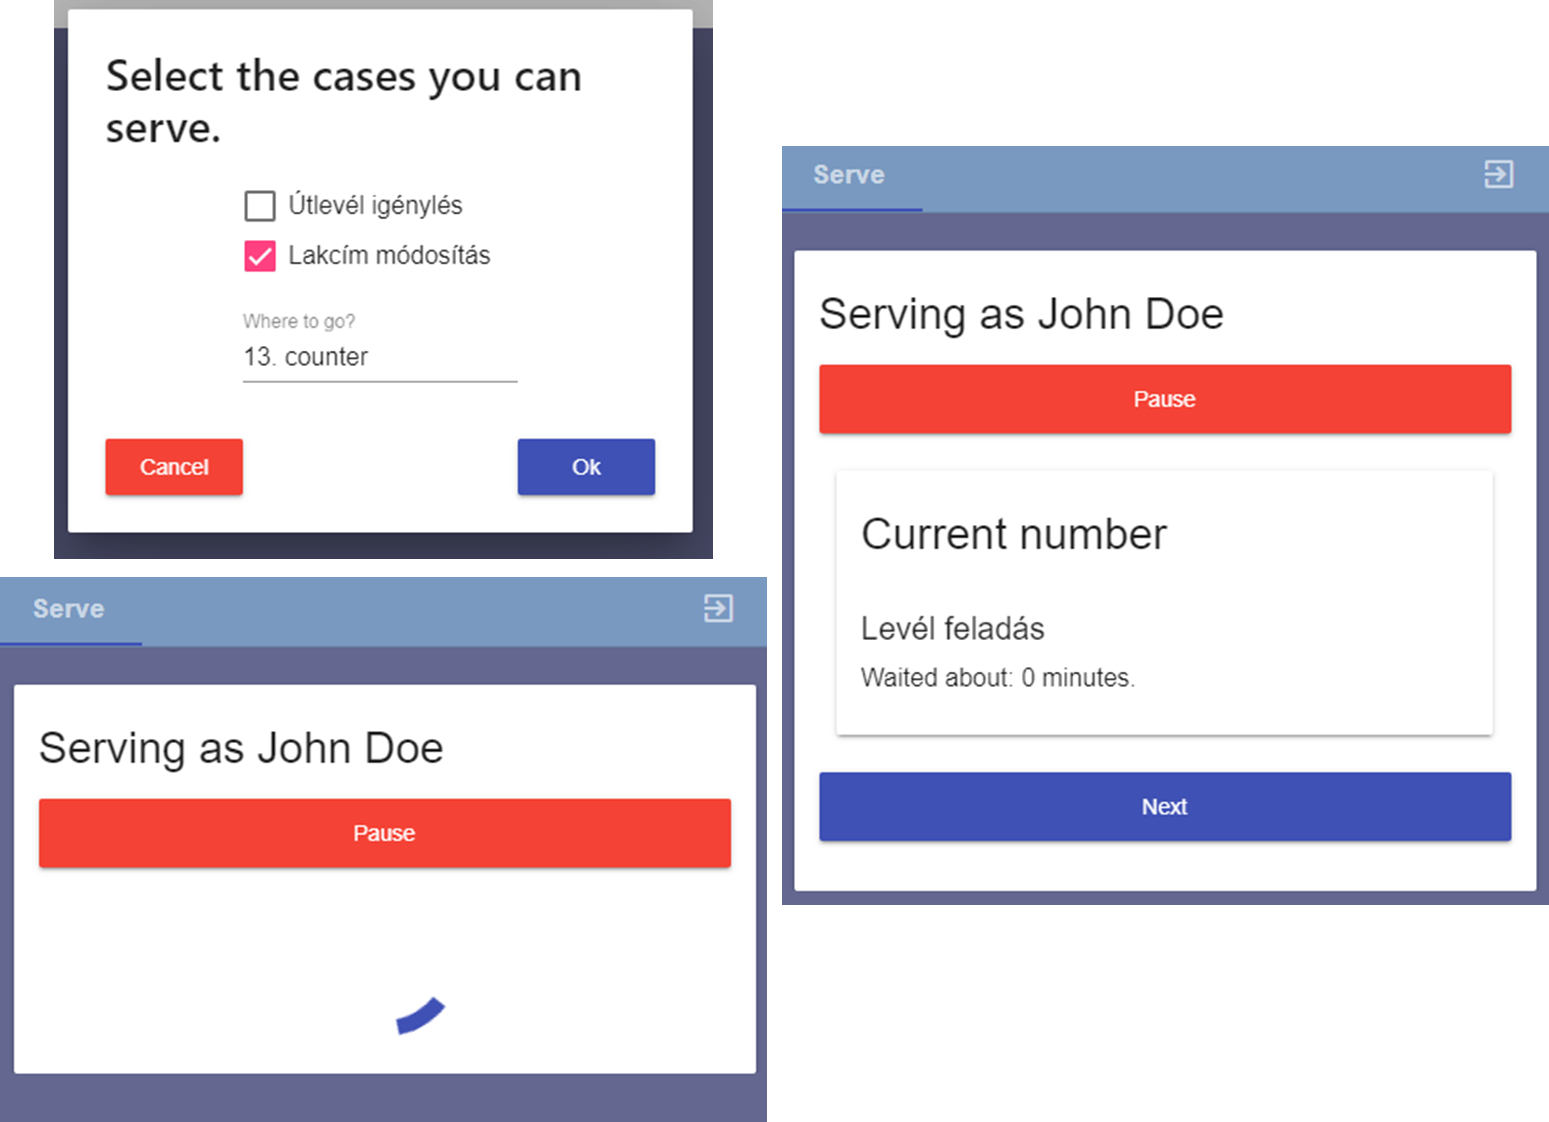 Select the cases you can
serve.
Útlevél igénylés
Lakcím módosítás
Where to go?
13. counter
Cancel
Ok
Serve
Serving as John Doe
Pause
Serve
Serving as John Doe
Pause
Current number
Levél feladás
Waited about: 0 minutes.
Next